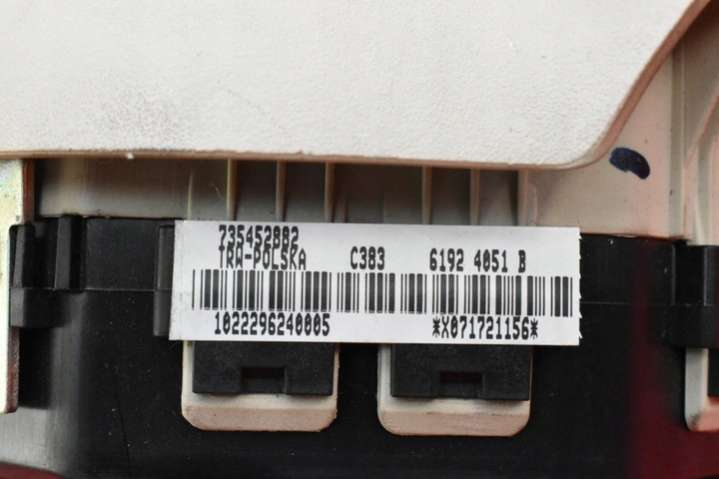 735452882
TRW-POLSKA C383 6192 4051 B
1022296240005 *X071721156*